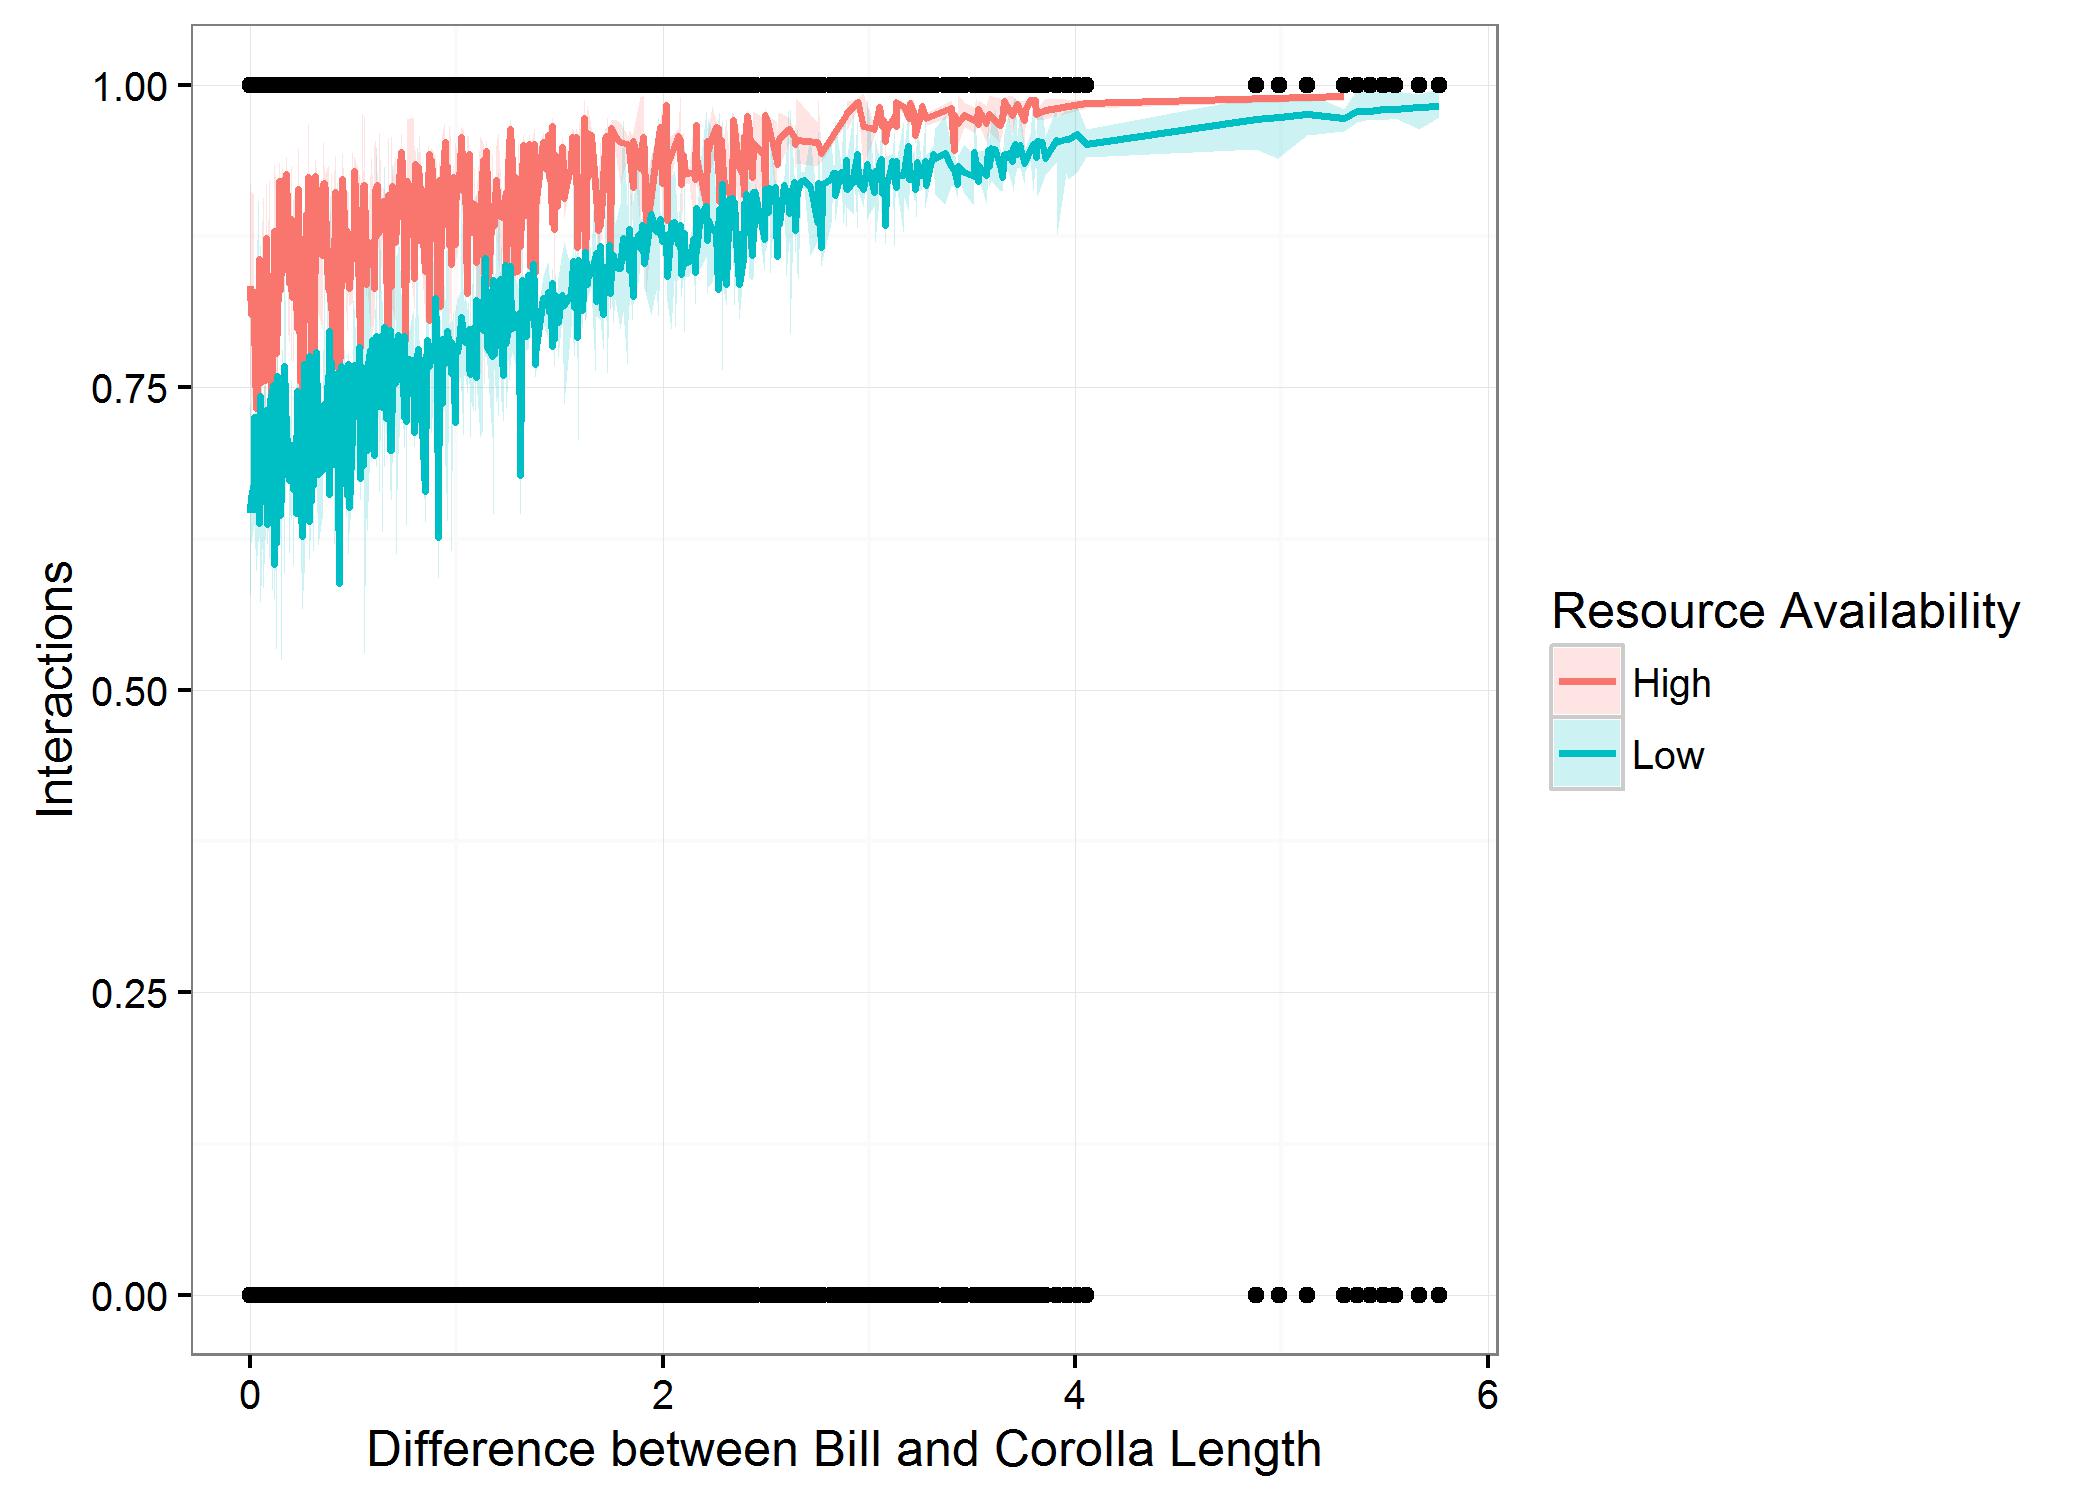 1.00
0.75
0.50
0.25
0.00
Interactions
0 2 4 6
Difference between Bill and Corolla Length
Resource Availability
High
Low